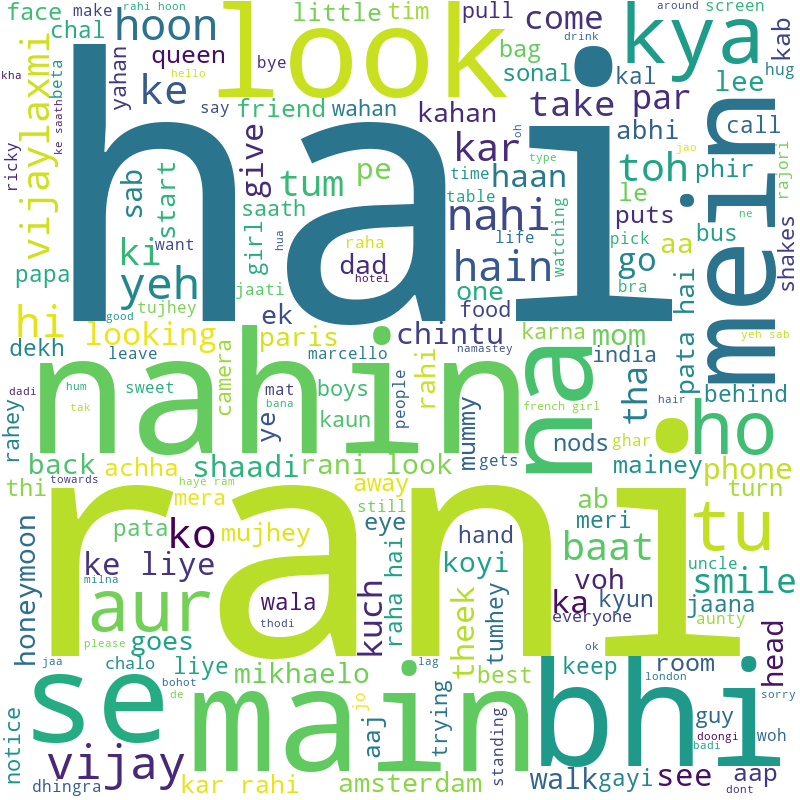 face make rahi hoon
chal
hoon
look
little tim
pull
come
kya
around screen
kab
bag
sonal
kal
lee
hug
kha
queen
hello
bye
drink
vijaylaxmi
ke saath
beta
yahan
ke
say
friend
wahan
kahan
take
par
call
hai
oh
abhi
mein
ricky
sab
start
give
tum
pe
kar
time
table
haan
type
toh
phir
jao
rajori
le
ne
saath
girl
want
hua
raha
dad
hotel
nahi
life
watching
puts
pick
aa
bus
shakes
papa
ki
yeh
jaati
hain
go
bra
pata hai
one
food
good
tujhey
hi
looking
ek
paris
chintu
karna
mom
india
yeh sab
dekh
leave
marcello
namastey
tha
behind
dadi
hum
sweet
camera
mat
boys
people
rahi
nahin
na
french girl
hair
ho
rahey
tak
ye
bana
kaun
mummy
gets
nods
ghar
mainey
back
achha
shaadi
rani look
phone
thi
towards
haye ram
mera
away
still
ab
turn
rani
tu
honeymoon
pata
ko
mujhey
eye
hand
meri
baat
ke liye
koyi
voh
uncle
smile
milna
aur
wala
kuch
raha hai
theek
tumhey
ka
kyun
jaana
everyone
aunty
please
goes
thodi
ok
head
jaa
chalo
liye
mikhaelo
lag
best
keep
room
london
sorry
se
bohot
de
main
jo
aaj
trying
standing
bhi
guy
doongi
woh
badi
notice
vijay
dhingra
kar rahi
amsterdam
walk
gayi
see
aap
dont